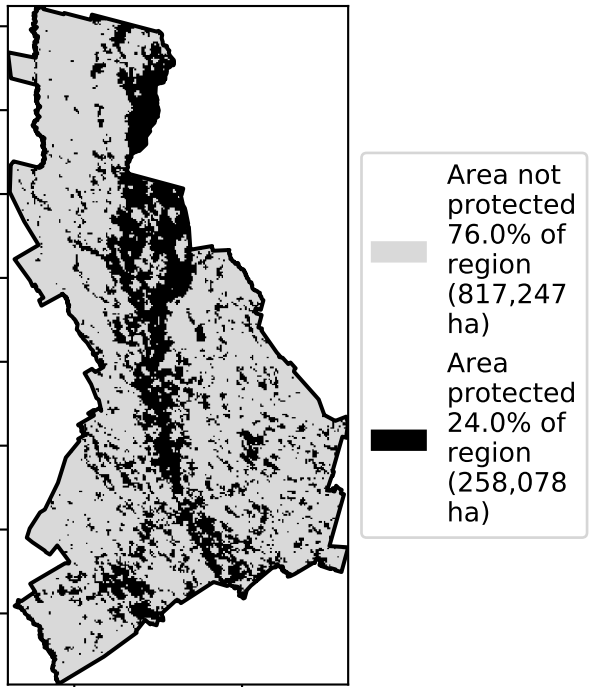 Area not
protected
76.0% of
region
(817,247
ha)
Area
protected
24.0% of
region
(258,078
ha)